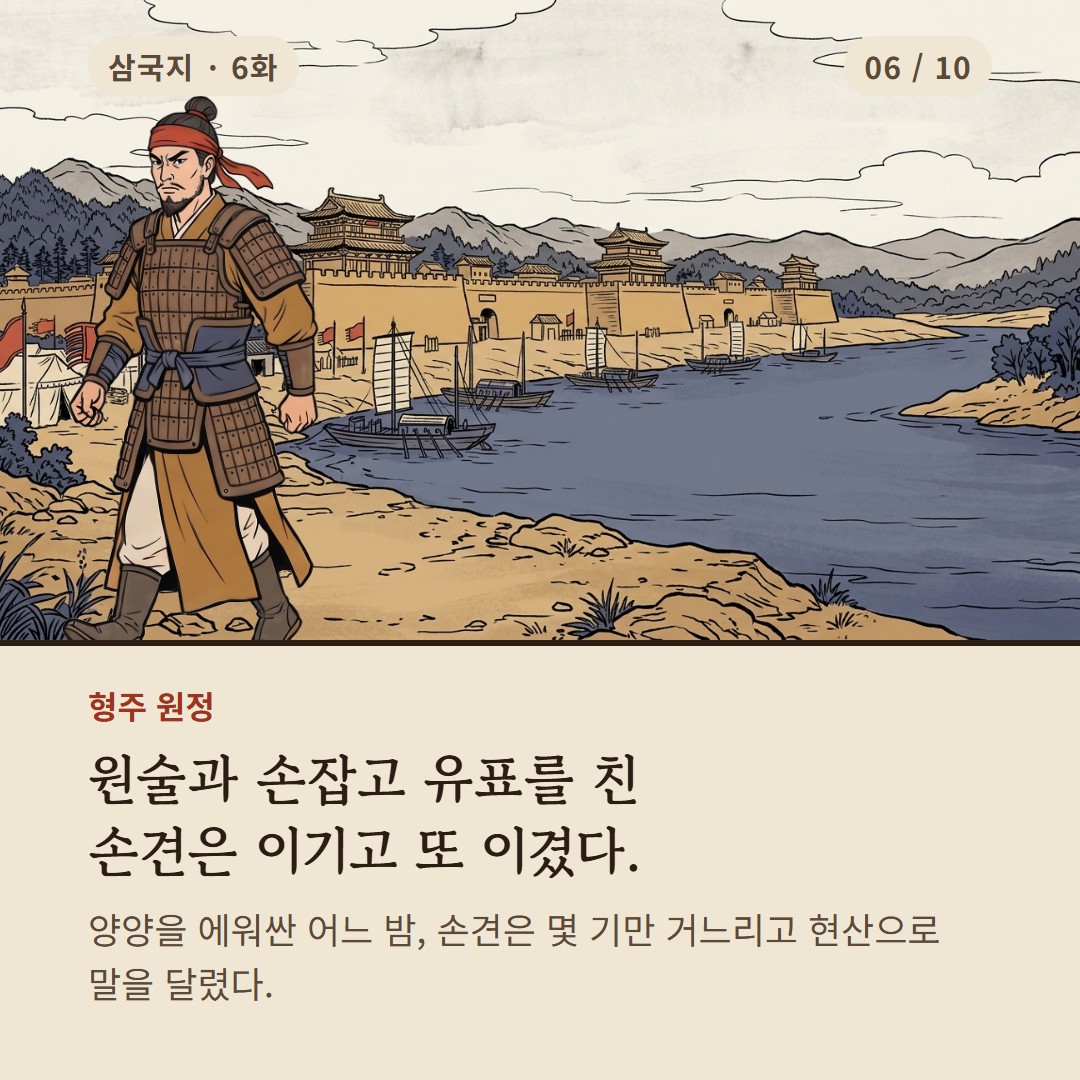 삼국지 · 6화
06 / 10
형주 원정
원술과 손잡고 유표를 친
손견은 이기고 또 이겼다.
양양을 에워싼 어느 밤, 손견은 몇 기만 거느리고 현산으로
말을 달렸다.